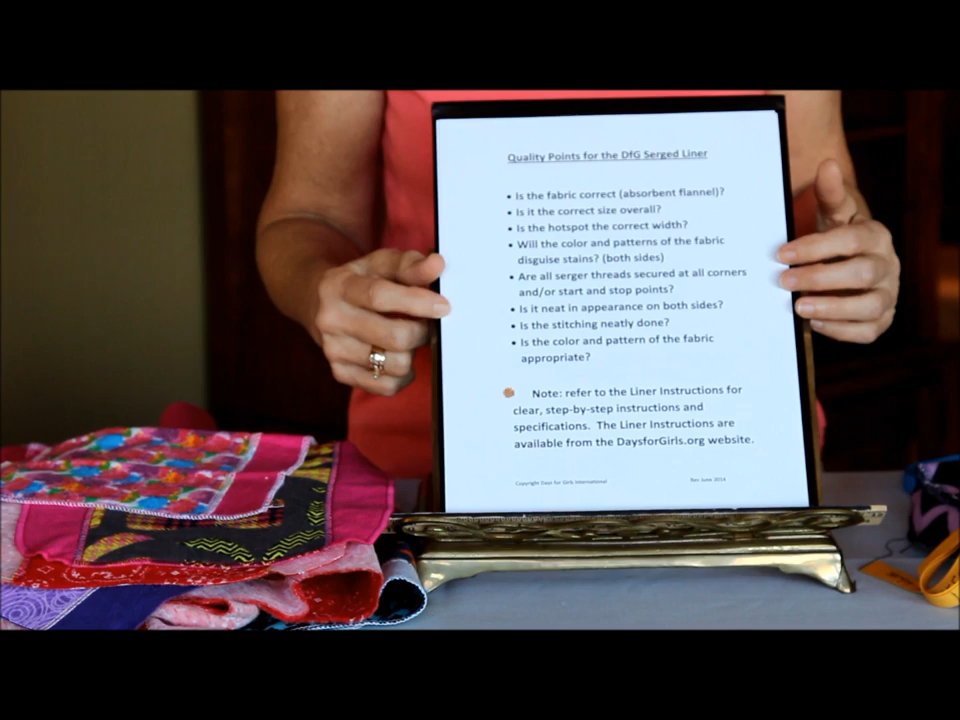 Quality Points for the DfG Serged Liner
• Is the fabric correct (absorbent flannel)?
• Is it the correct size overall?
• Is the hotspot the correct width?
• Will the color and patterns of the fabric
disguise stains? (both sides)
• Are all serger threads secured at all corners
and/or start and stop points?
• Is it neat in appearance on both sides?
• Is the stitching neatly done?
• Is the color and pattern of the fabric
appropriate?
Note: refer to the Liner Instructions for
clear, step-by-step instructions and
specifications. The Liner Instructions are
available from the DaysforGirls.org website.
Copyright Days for Girls International Rev June 2014